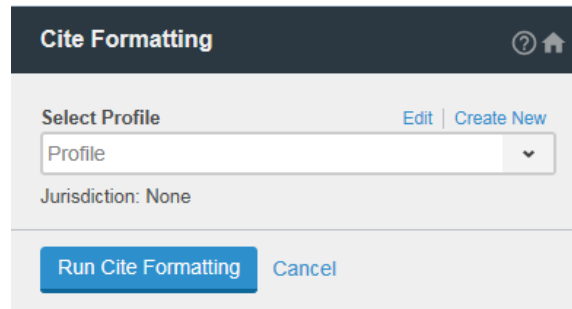 Cite Formatting
Select Profile Edit | Create New
Profile
Jurisdiction: None
Run Cite Formatting Cancel